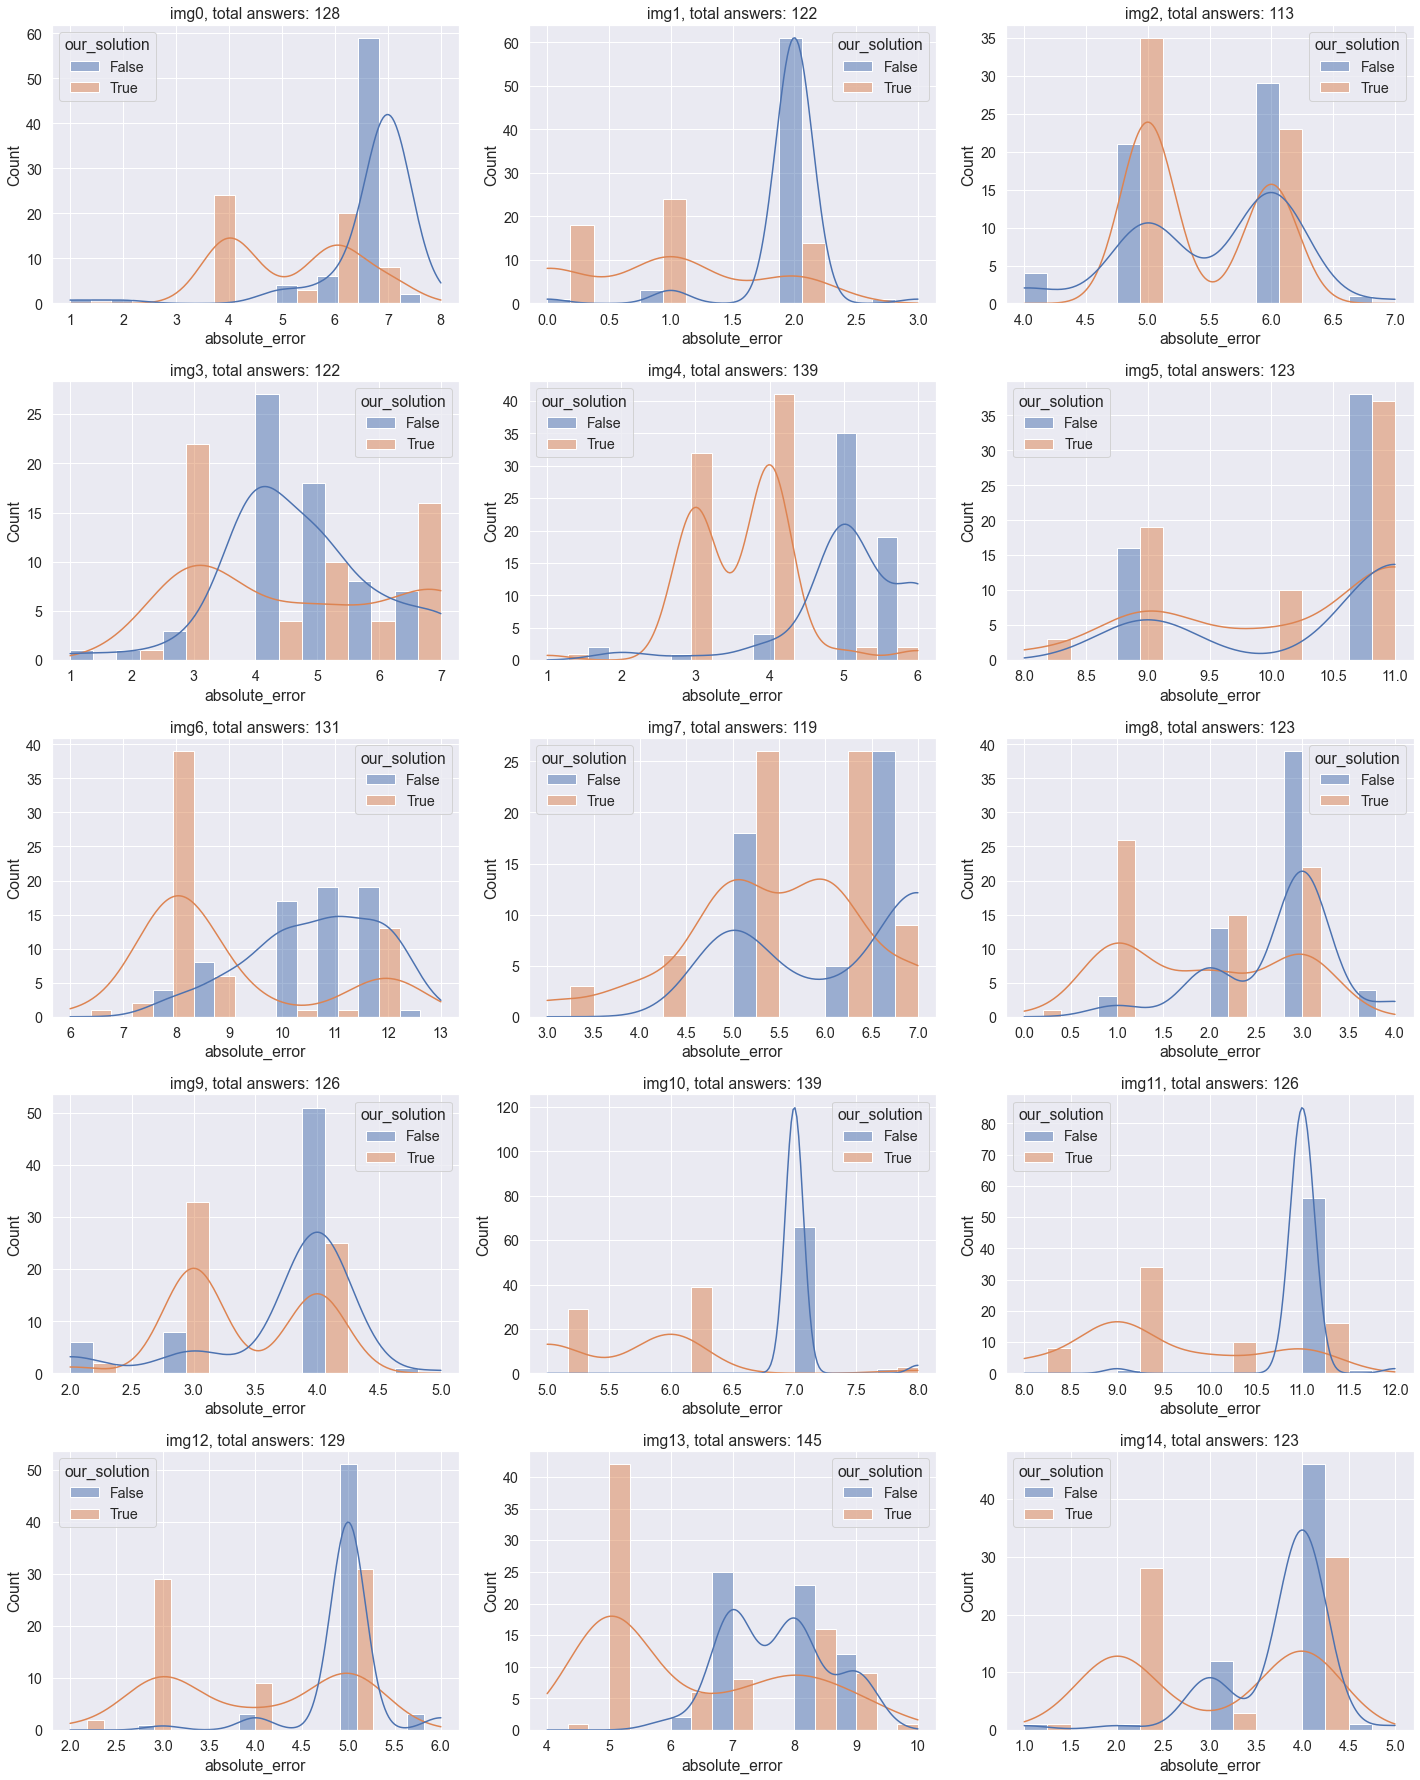 img0, total answers: 128
our_solution
False
True
Count
60
50
40
30
20
10
0
1 2 3 4 5 6 7 8
absolute_error
img1, total answers: 122
our_solution
False
True
Count
60
50
40
30
20
10
0
0.0 0.5 1.0 1.5 2.0 2.5 3.0
absolute_error
img2, total answers: 113
our_solution
False
True
Count
35
30
25
20
15
10
5
0
4.0 4.5 5.0 5.5 6.0 6.5 7.0
absolute_error
img3, total answers: 122
our_solution
False
True
Count
25
20
15
10
5
0
1 2 3 4 5 6 7
absolute_error
img4, total answers: 139
our_solution
False
True
Count
40
35
30
25
20
15
10
5
0
1 2 3 4 5 6
absolute_error
img5, total answers: 123
our_solution
False
True
Count
35
30
25
20
15
10
5
0
8.0 8.5 9.0 9.5 10.0 10.5 11.0
absolute_error
img6, total answers: 131
our_solution
False
True
Count
40
35
30
25
20
15
10
5
0
6 7 8 9 10 11 12 13
absolute_error
img7, total answers: 119
our_solution
False
True
Count
25
20
15
10
5
0
3.0 3.5 4.0 4.5 5.0 5.5 6.0 6.5 7.0
absolute_error
img8, total answers: 123
our_solution
False
True
Count
40
35
30
25
20
15
10
5
0
0.0 0.5 1.0 1.5 2.0 2.5 3.0 3.5 4.0
absolute_error
img9, total answers: 126
our_solution
False
True
Count
50
40
30
20
10
0
2.0 2.5 3.0 3.5 4.0 4.5 5.0
absolute_error
img10, total answers: 139
our_solution
False
True
Count
120
100
80
60
40
20
0
5.0 5.5 6.0 6.5 7.0 7.5 8.0
absolute_error
img11, total answers: 126
our_solution
False
True
Count
80
70
60
50
40
30
20
10
0
8.0 8.5 9.0 9.5 10.0 10.5 11.0 11.5 12.0
absolute_error
img12, total answers: 129
our_solution
False
True
Count
50
40
30
20
10
0
2.0 2.5 3.0 3.5 4.0 4.5 5.0 5.5 6.0
absolute_error
img13, total answers: 145
our_solution
False
True
Count
40
35
30
25
20
15
10
5
0
4 5 6 7 8 9 10
absolute_error
img14, total answers: 123
our_solution
False
True
Count
40
30
20
10
0
1.0 1.5 2.0 2.5 3.0 3.5 4.0 4.5 5.0
absolute_error